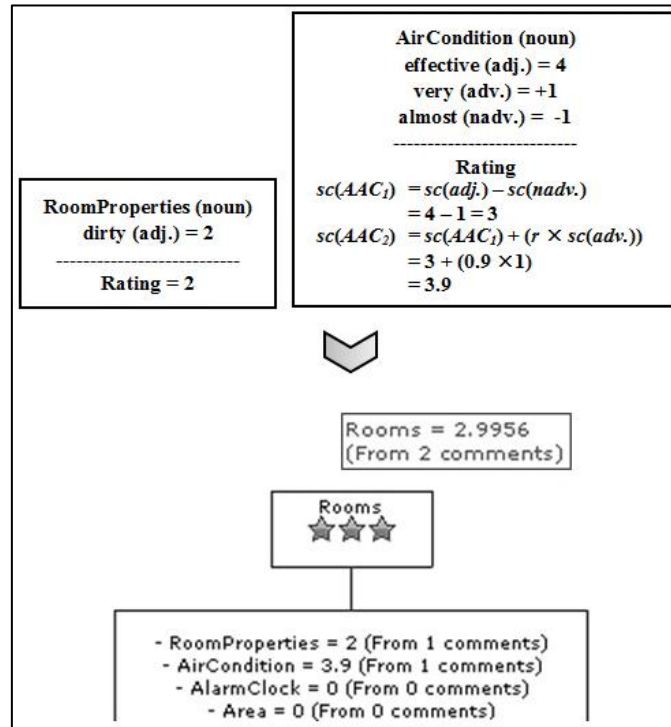 RoomProperties (noun)
dirty (adj.) = 2
----------------------------
Rating = 2
AirCondition (noun)
effective (adj.) = 4
very (adv.) = +1
almost (nadv.) = -1
----------------------------
Rating
sc(AAC1) = sc(adj.) – sc(nadv.)
= 4 – 1 = 3
sc(AAC2) = sc(AAC1) + (r × sc(adv.))
= 3 + (0.9 ×1)
= 3.9
Rooms = 2.9956
(From 2 comments)
Rooms
- RoomProperties = 2 (From 1 comments)
- AirCondition = 3.9 (From 1 comments)
- AlarmClock = 0 (From 0 comments)
- Area = 0 (From 0 comments)